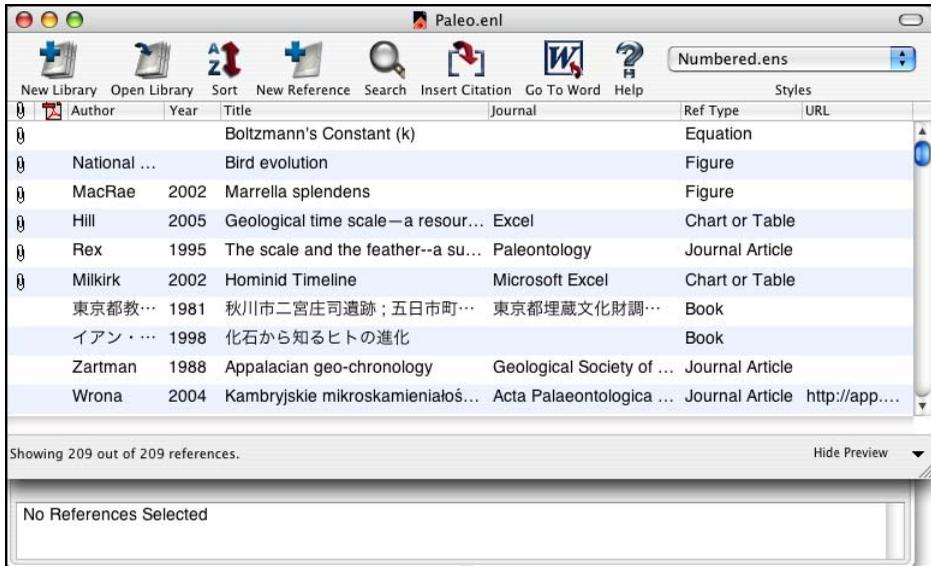 Paleo.enl
New Library Open Library Sort New Reference Search Insert Citation Go To Word Help Numbered.ens Styles
Author Year Title Journal Ref Type URL
Boltzmann's Constant (k) Equation
National ... Bird evolution Figure
MacRae 2002 Marrella splendens Figure
Hill 2005 Geological time scale—a resour... Excel Chart or Table
Rex 1995 The scale and the feather--a su... Paleontology Journal Article
Milkirk 2002 Hominid Timeline Microsoft Excel Chart or Table
東京都教… 1981 秋川市二宮庄司遺跡 ; 五日市町… 東京都埋蔵文化財調… Book
イアン・… 1998 化石から知るヒトの進化 Book
Zartman 1988 Appalacian geo-chronology Geological Society of ... Journal Article
Wrona 2004 Kambryjskie mikroskamieniałoś... Acta Palaeontologica ... Journal Article http://app....
Showing 209 out of 209 references. Hide Preview
No References Selected